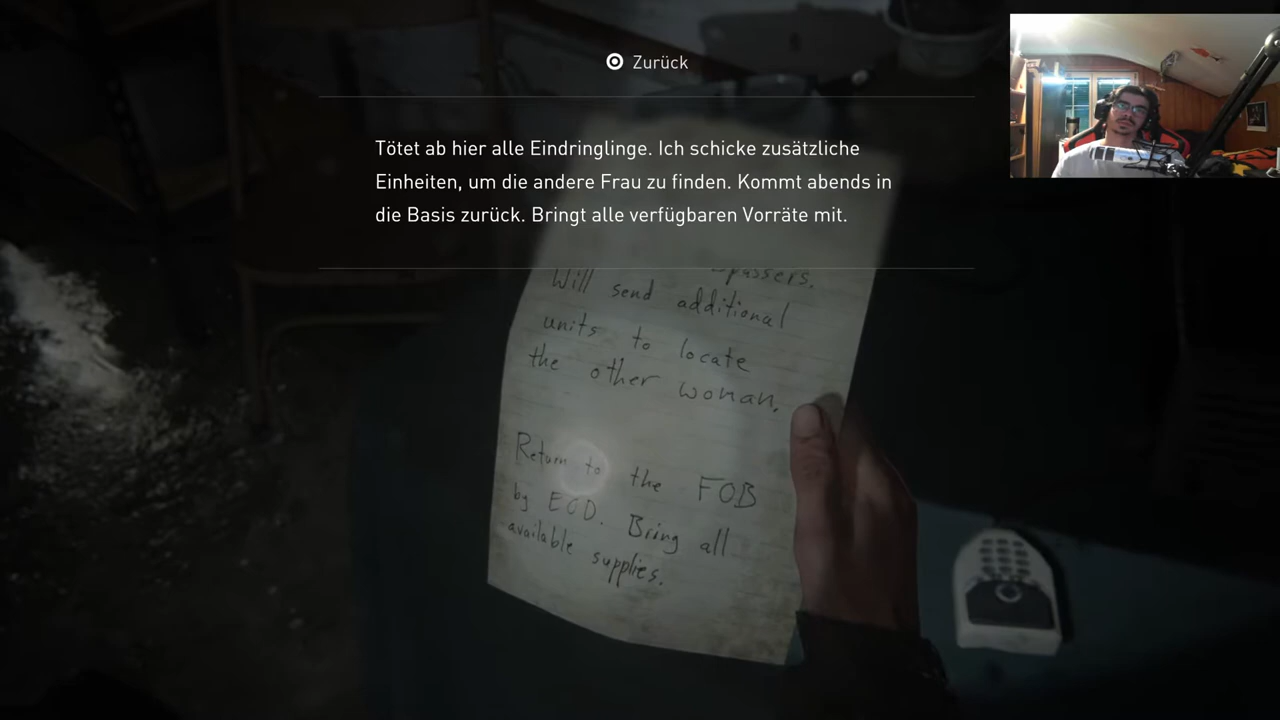 Zurück
Tötet ab hier alle Eindringlinge. Ich schicke zusätzliche
Einheiten, um die andere Frau zu finden. Kommt abends in
die Basis zurück. Bringt alle verfügbaren Vorräte mit.
Will send additional
units to locate
the other woman.
Return to the FOB
by EOD. Bring all
available supplies.